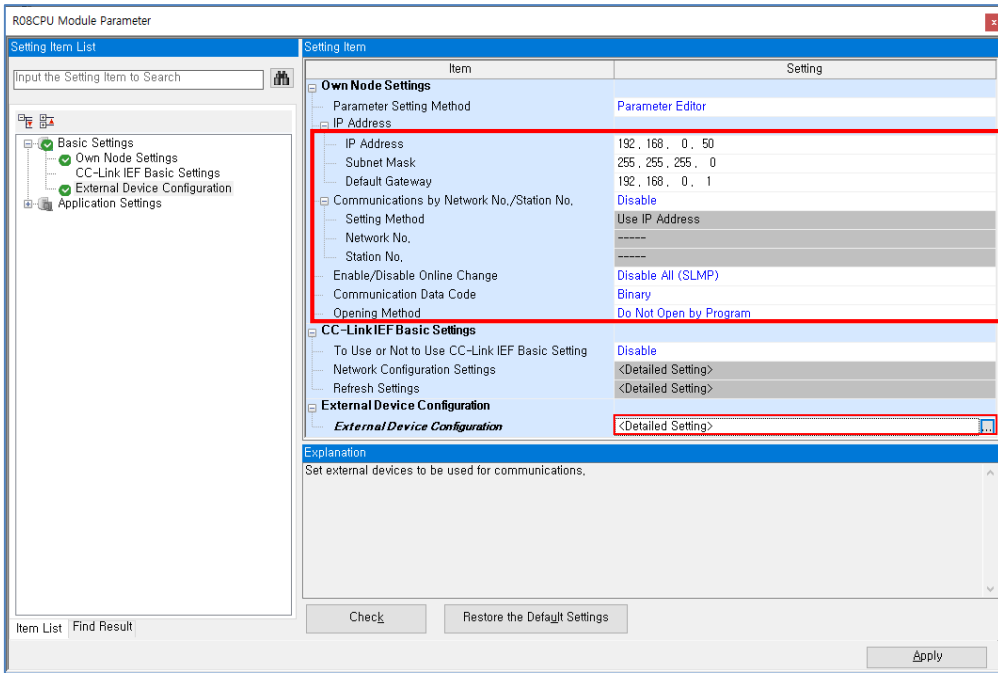 R08CPU Module Parameter
Setting Item List
Input the Setting Item to Search
Basic Settings
Own Node Settings
CC-Link IEF Basic Settings
External Device Configuration
Application Settings
Item List Find Result
Setting Item
Item Setting
Own Node Settings
Parameter Setting Method Parameter Editor
IP Address
IP Address 192 . 168 . 0 . 50
Subnet Mask 255 . 255 . 255 . 0
Default Gateway 192 . 168 . 0 . 1
Communications by Network No./Station No. Disable
Setting Method Use IP Address
Network No. -----
Station No. -----
Enable/Disable Online Change Disable All (SLMP)
Communication Data Code Binary
Opening Method Do Not Open by Program
CC-Link IEF Basic Settings
To Use or Not to Use CC-Link IEF Basic Setting Disable
Network Configuration Settings <Detailed Setting>
Refresh Settings <Detailed Setting>
External Device Configuration
External Device Configuration <Detailed Setting> ...
Explanation
Set external devices to be used for communications.
Check Restore the Default Settings
Apply